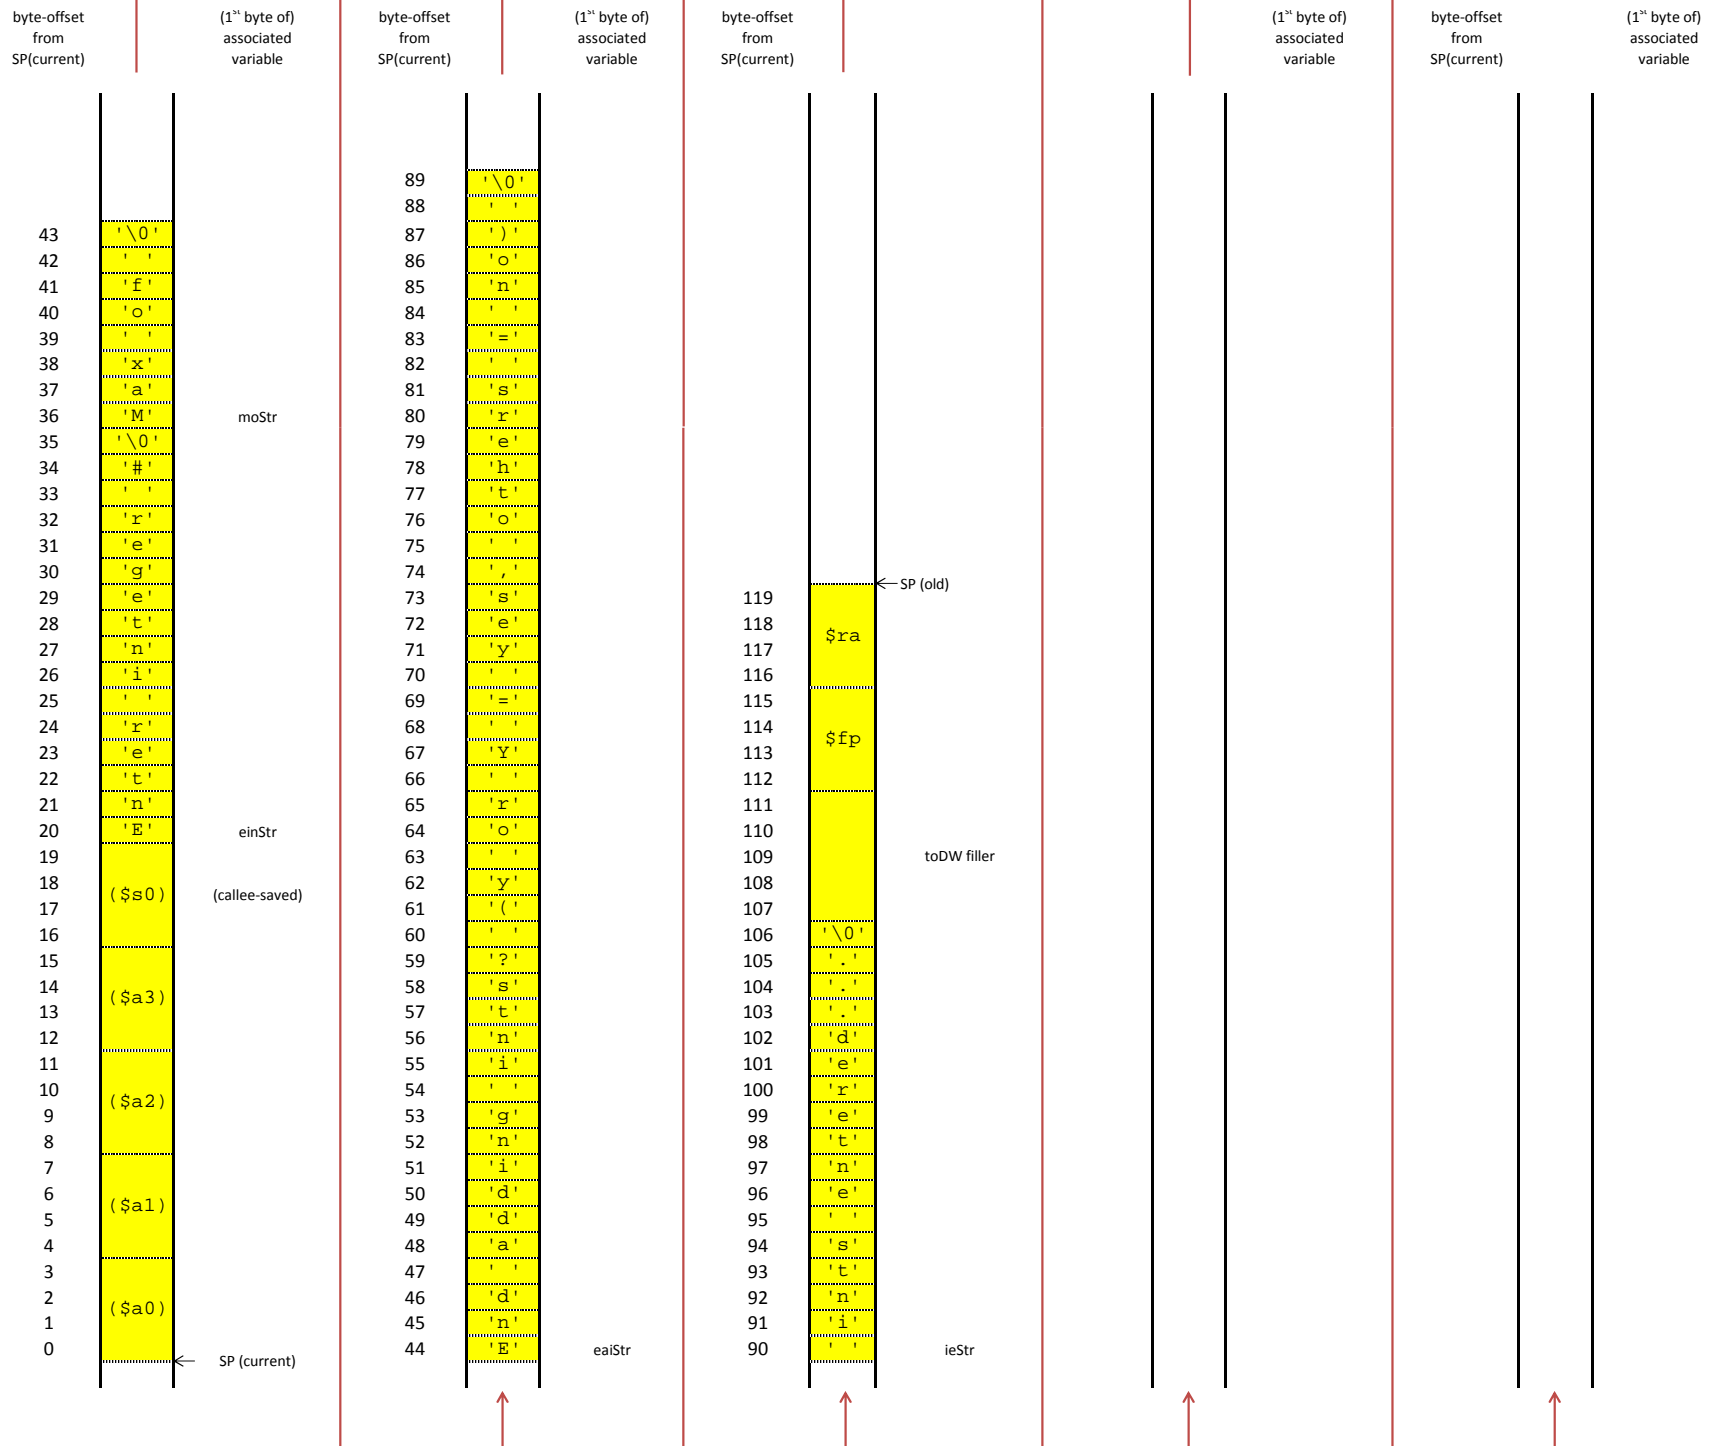 byte-offset from SP(current)
(1st byte of) associated variable
byte-offset from SP(current)
(1st byte of) associated variable
byte-offset from SP(current)
(1st byte of) associated variable
byte-offset from SP(current)
(1st byte of) associated variable
43 '\0'
42 ' '
41 'f'
40 'o'
39 ' '
38 'x'
37 'a'
36 'M' moStr
35 '\0'
34 '#'
33 ' '
32 'r'
31 'e'
30 'g'
29 'e'
28 't'
27 'n'
26 'i'
25 ' '
24 'r'
23 'e'
22 't'
21 'n'
20 'E' einStr
19
18 ($s0) (callee-saved)
17
16
15
14 ($a3)
13
12
11
10 ($a2)
9
8
7
6 ($a1)
5
4
3
2 ($a0)
1
0
SP (current)
89 '\0'
88 ' '
87 ')'
86 'o'
85 'n'
84 ' '
83 '='
82 ' '
81 's'
80 'r'
79 'e'
78 'h'
77 't'
76 'o'
75 ' '
74 ','
73 's'
72 'e'
71 'y'
70 ' '
69 '='
68 ' '
67 'Y'
66 ' '
65 'r'
64 'o'
63 ' '
62 'y'
61 '('
60 ' '
59 '?'
58 's'
57 't'
56 'n'
55 'i'
54 ' '
53 'g'
52 'n'
51 'i'
50 'd'
49 'd'
48 'a'
47 ' '
46 'd'
45 'n'
44 'E' eaiStr
SP (old)
119
118 $ra
117
116
115
114 $fp
113
112
111
110
109 toDW filler
108
107
106 '\0'
105 '.'
104 '.'
103 '.'
102 'd'
101 'e'
100 'r'
99 'e'
98 't'
97 'n'
96 'e'
95 ' '
94 's'
93 't'
92 'n'
91 'i'
90 ' ' ieStr